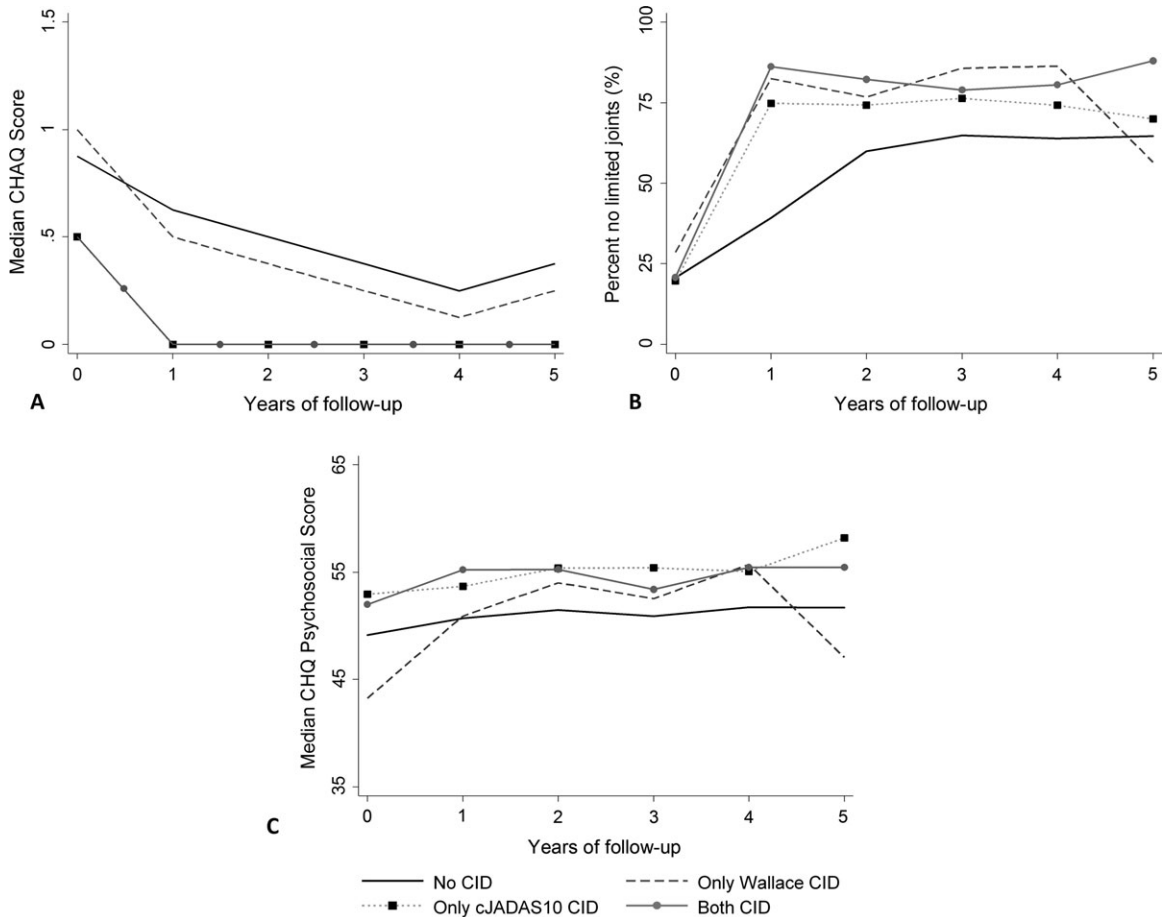 1.5
1
.5
0
Median CHAQ Score
0 1 2 3 4 5
Years of follow-up
A
100
75
50
25
0
Percent no limited joints (%)
0 1 2 3 4 5
Years of follow-up
B
65
55
45
35
Median CHQ Psychosocial Score
0 1 2 3 4 5
Years of follow-up
C
No CID
Only Wallace CID
Only cJADAS10 CID
Both CID